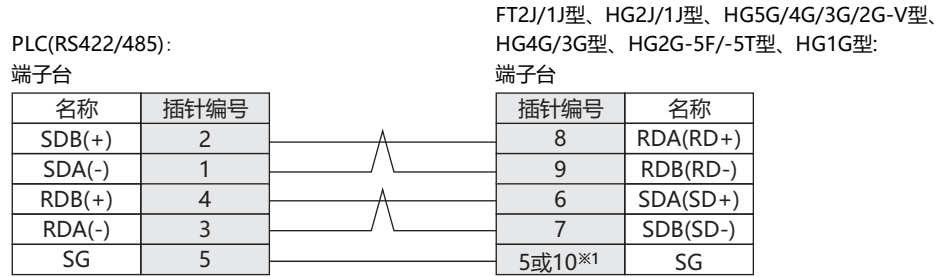 FT2J/1J型、HG2J/1J型、HG5G/4G/3G/2G-V型、
PLC(RS422/485)： HG4G/3G型、HG2G-5F/-5T型、HG1G型:
端子台 端子台
名称 插针编号 插针编号 名称
SDB(+) 2 8 RDA(RD+)
SDA(-) 1 9 RDB(RD-)
RDB(+) 4 6 SDA(SD+)
RDA(-) 3 7 SDB(SD-)
SG 5 5或10※1 SG